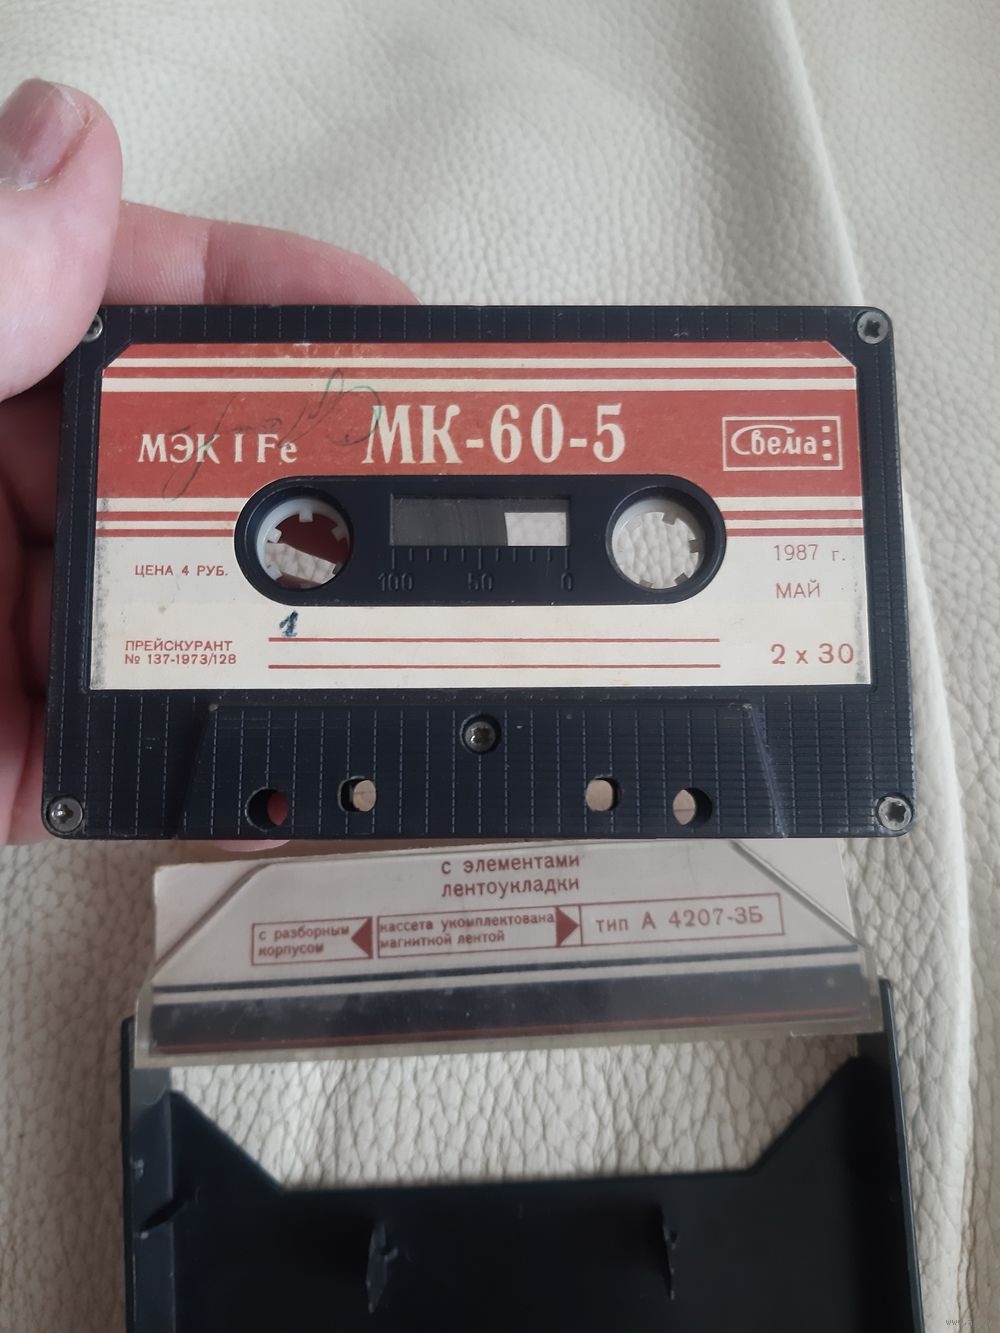 МЭК I Fe
МК-60-5
Свема
1987 г.
ЦЕНА 4 РУБ.
100 50 0
МАЙ
1
ПРЕЙСКУРАНТ
№ 137-1973/128
2 x 30
с элементами
лентоукладки
с разборным
корпусом
кассета укомплектована
магнитной лентой
тип А 4207-3Б